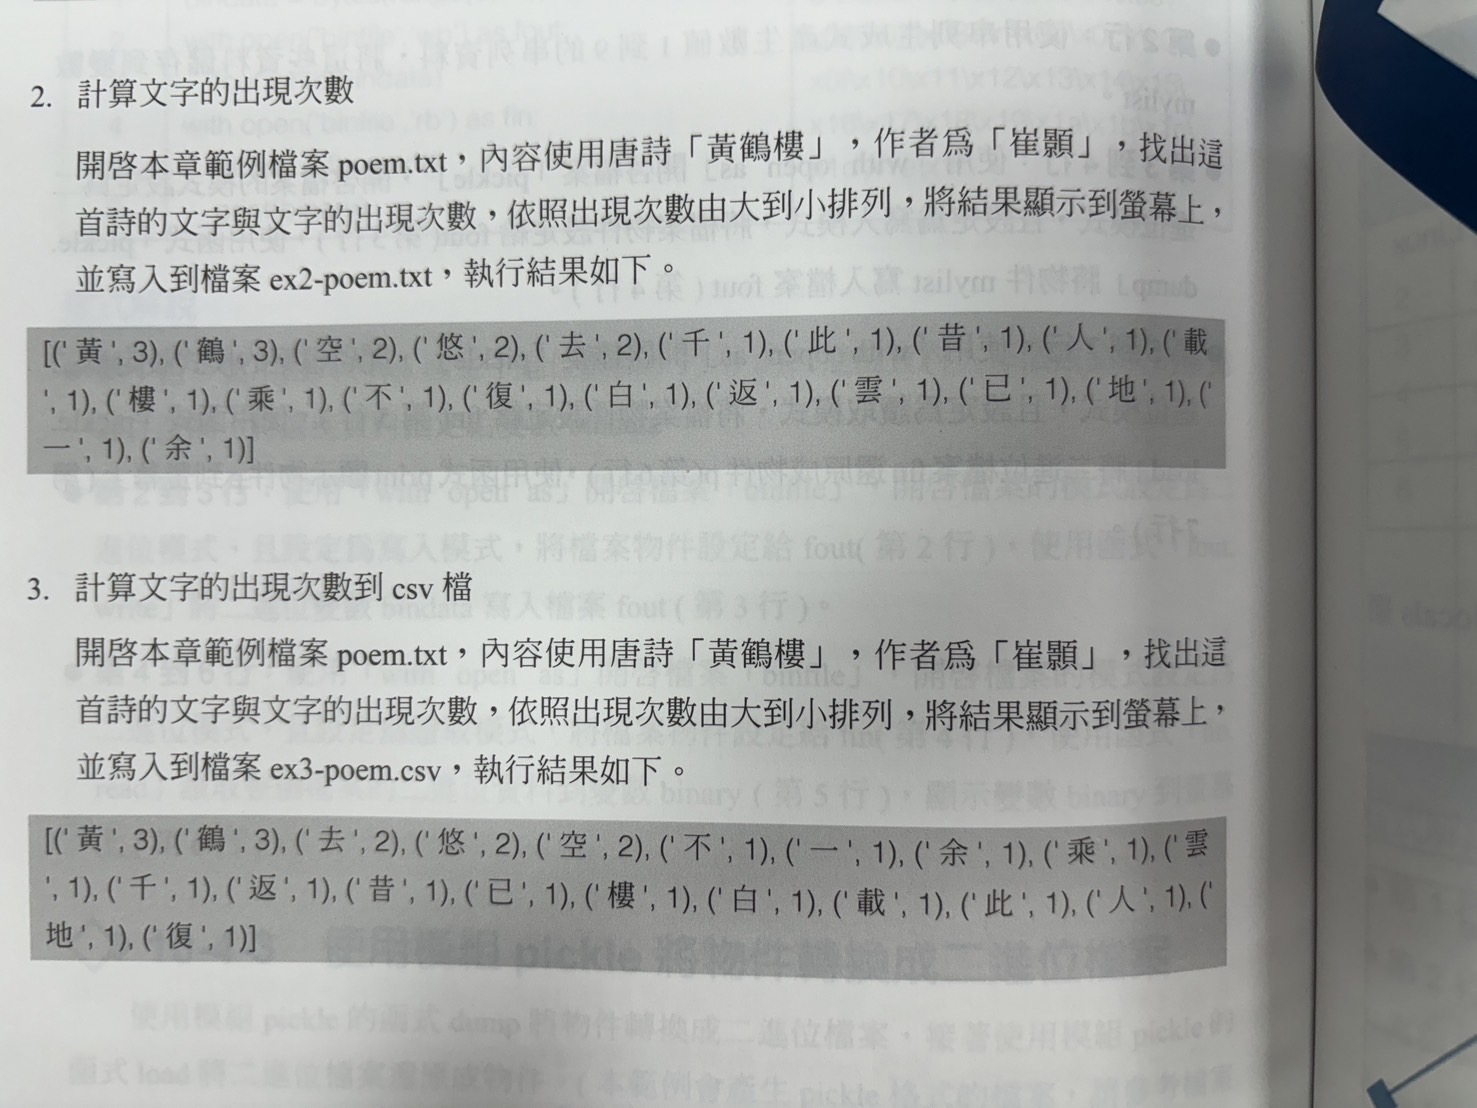 2. 計算文字的出現次數
開啓本章範例檔案 poem.txt，內容使用唐詩「黃鶴樓」，作者爲「崔顥」，找出這
首詩的文字與文字的出現次數，依照出現次數由大到小排列，將結果顯示到螢幕上，
並寫入到檔案 ex2-poem.txt，執行結果如下。
[(' 黃 ', 3), (' 鶴 ', 3), (' 空 ', 2), (' 悠 ', 2), (' 去 ', 2), (' 千 ', 1), (' 此 ', 1), (' 昔 ', 1), (' 人 ', 1), (' 載
', 1), (' 樓 ', 1), (' 乘 ', 1), (' 不 ', 1), (' 復 ', 1), (' 白 ', 1), (' 返 ', 1), (' 雲 ', 1), (' 已 ', 1), (' 地 ', 1), ('
一 ', 1), (' 余 ', 1)]
3. 計算文字的出現次數到 csv 檔
開啓本章範例檔案 poem.txt，內容使用唐詩「黃鶴樓」，作者爲「崔顥」，找出這
首詩的文字與文字的出現次數，依照出現次數由大到小排列，將結果顯示到螢幕上，
並寫入到檔案 ex3-poem.csv，執行結果如下。
[(' 黃 ', 3), (' 鶴 ', 3), (' 去 ', 2), (' 悠 ', 2), (' 空 ', 2), (' 不 ', 1), (' 一 ', 1), (' 余 ', 1), (' 乘 ', 1), (' 雲
', 1), (' 千 ', 1), (' 返 ', 1), (' 昔 ', 1), (' 已 ', 1), (' 樓 ', 1), (' 白 ', 1), (' 載 ', 1), (' 此 ', 1), (' 人 ', 1), ('
地 ', 1), (' 復 ', 1)]